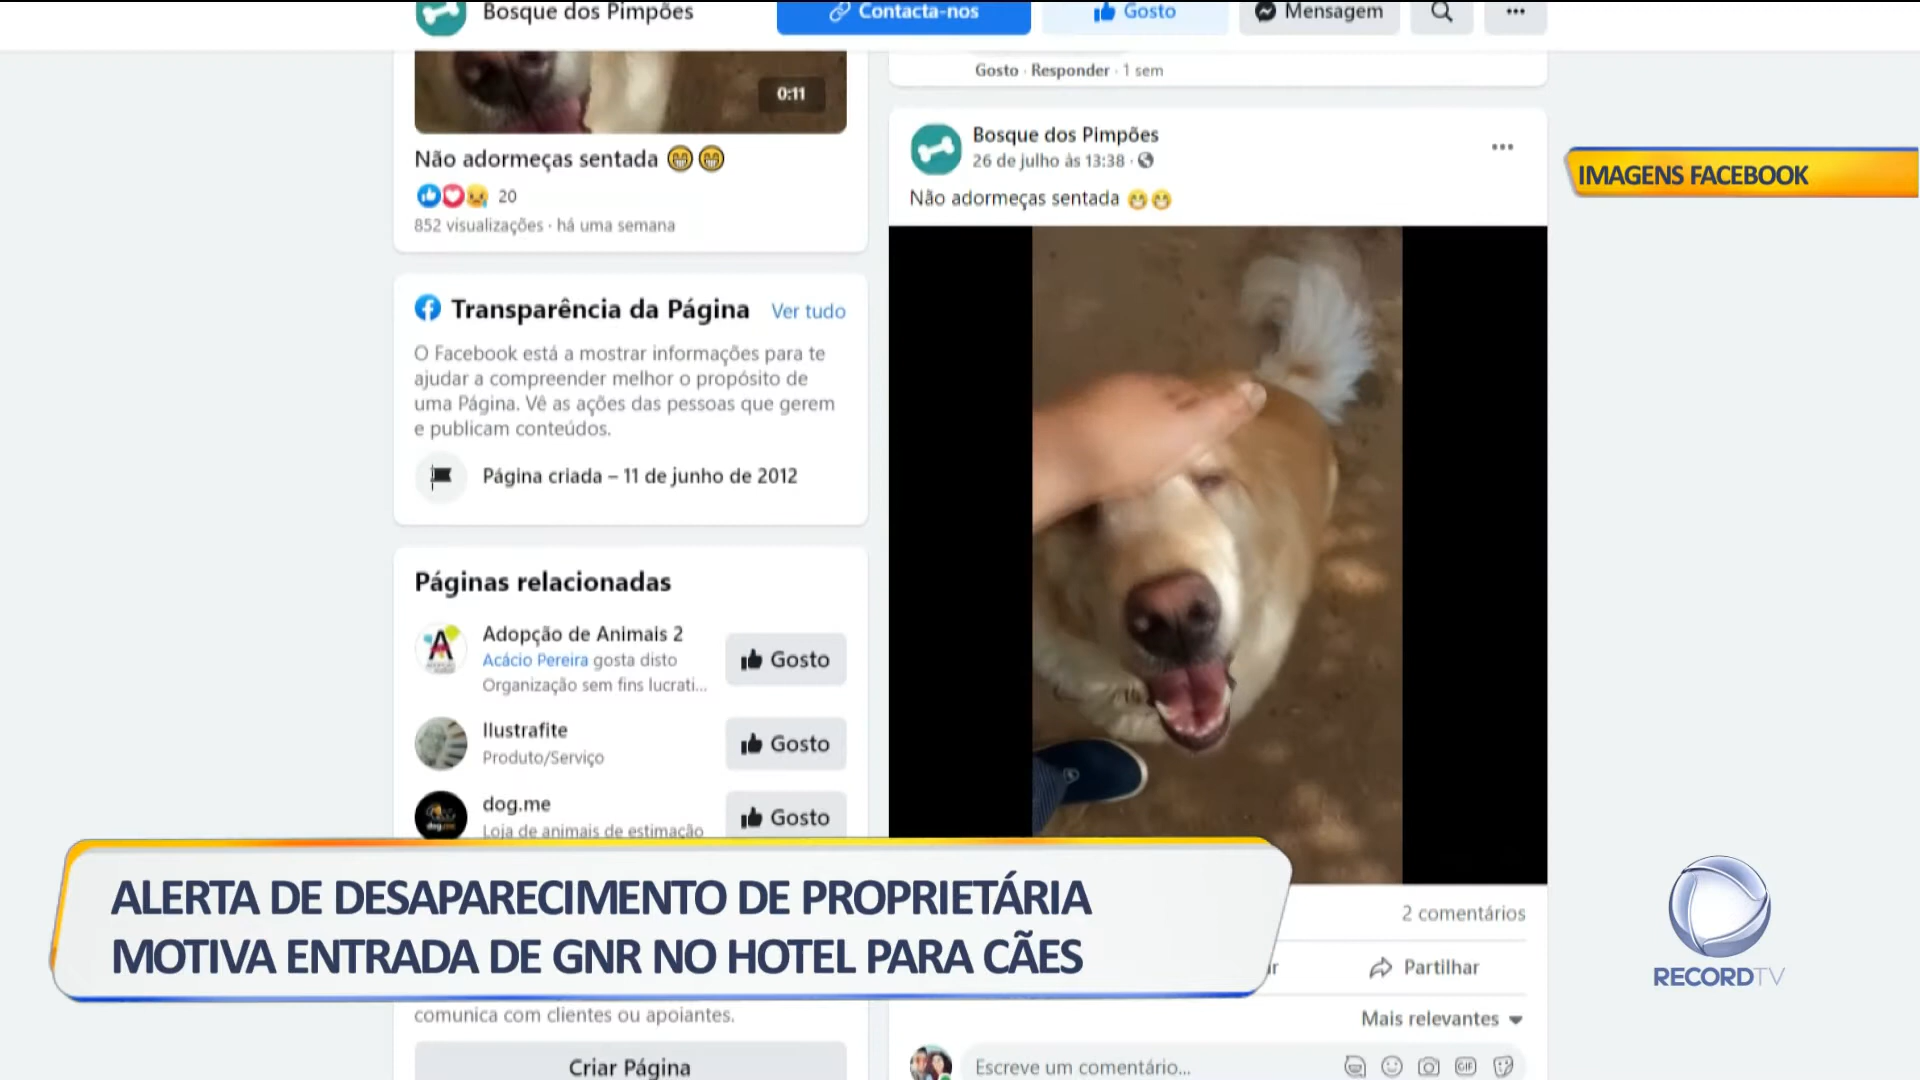 Bosque dos Pimpões
Contacta-nos
Gosto
Mensagem
0:11
Não adormeças sentada
20
852 visualizações · há uma semana
Transparência da Página
Ver tudo
O Facebook está a mostrar informações para te
ajudar a compreender melhor o propósito de
uma Página. Vê as ações das pessoas que gerem
e publicam conteúdos.
Página criada – 11 de junho de 2012
Páginas relacionadas
Adopção de Animais 2
Acácio Pereira gosta disto
Organização sem fins lucrati...
Gosto
Ilustrafite
Produto/Serviço
Gosto
dog.me
Loja de animais de estimação
Gosto
comunica com clientes ou apoiantes.
Criar Página
Gosto · Responder · 1 sem
Bosque dos Pimpões
26 de julho às 13:38 ·
Não adormeças sentada
2 comentários
Partilhar
Mais relevantes
Escreve um comentário...
GIF
IMAGENS FACEBOOK
ALERTA DE DESAPARECIMENTO DE PROPRIETÁRIA
MOTIVA ENTRADA DE GNR NO HOTEL PARA CÃES
RECORDTV